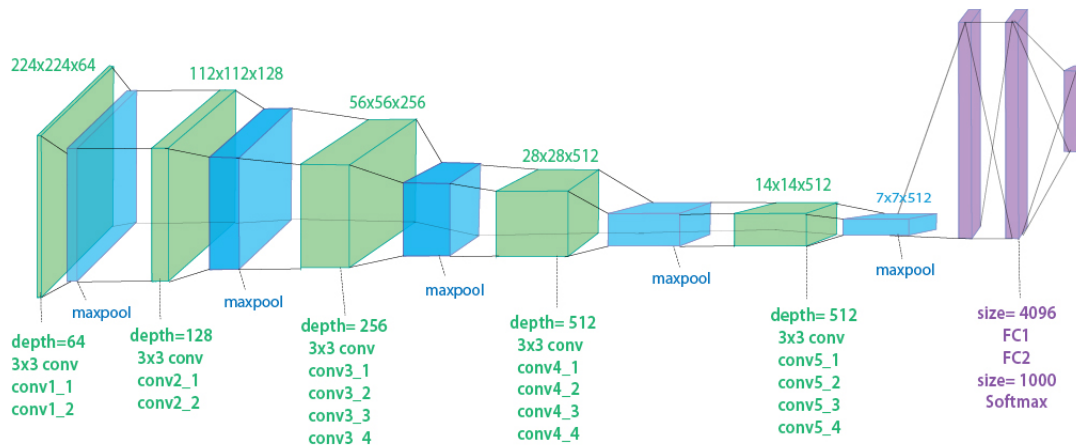 224x224x64
112x112x128
56x56x256
28x28x512
14x14x512
7x7x512
maxpool
maxpool
maxpool
maxpool
maxpool
depth=64
3x3 conv
conv1_1
conv1_2
depth=128
3x3 conv
conv2_1
conv2_2
depth= 256
3x3 conv
conv3_1
conv3_2
conv3_3
conv3_4
depth= 512
3x3 conv
conv4_1
conv4_2
conv4_3
conv4_4
depth= 512
3x3 conv
conv5_1
conv5_2
conv5_3
conv5_4
size= 4096
FC1
FC2
size= 1000
Softmax